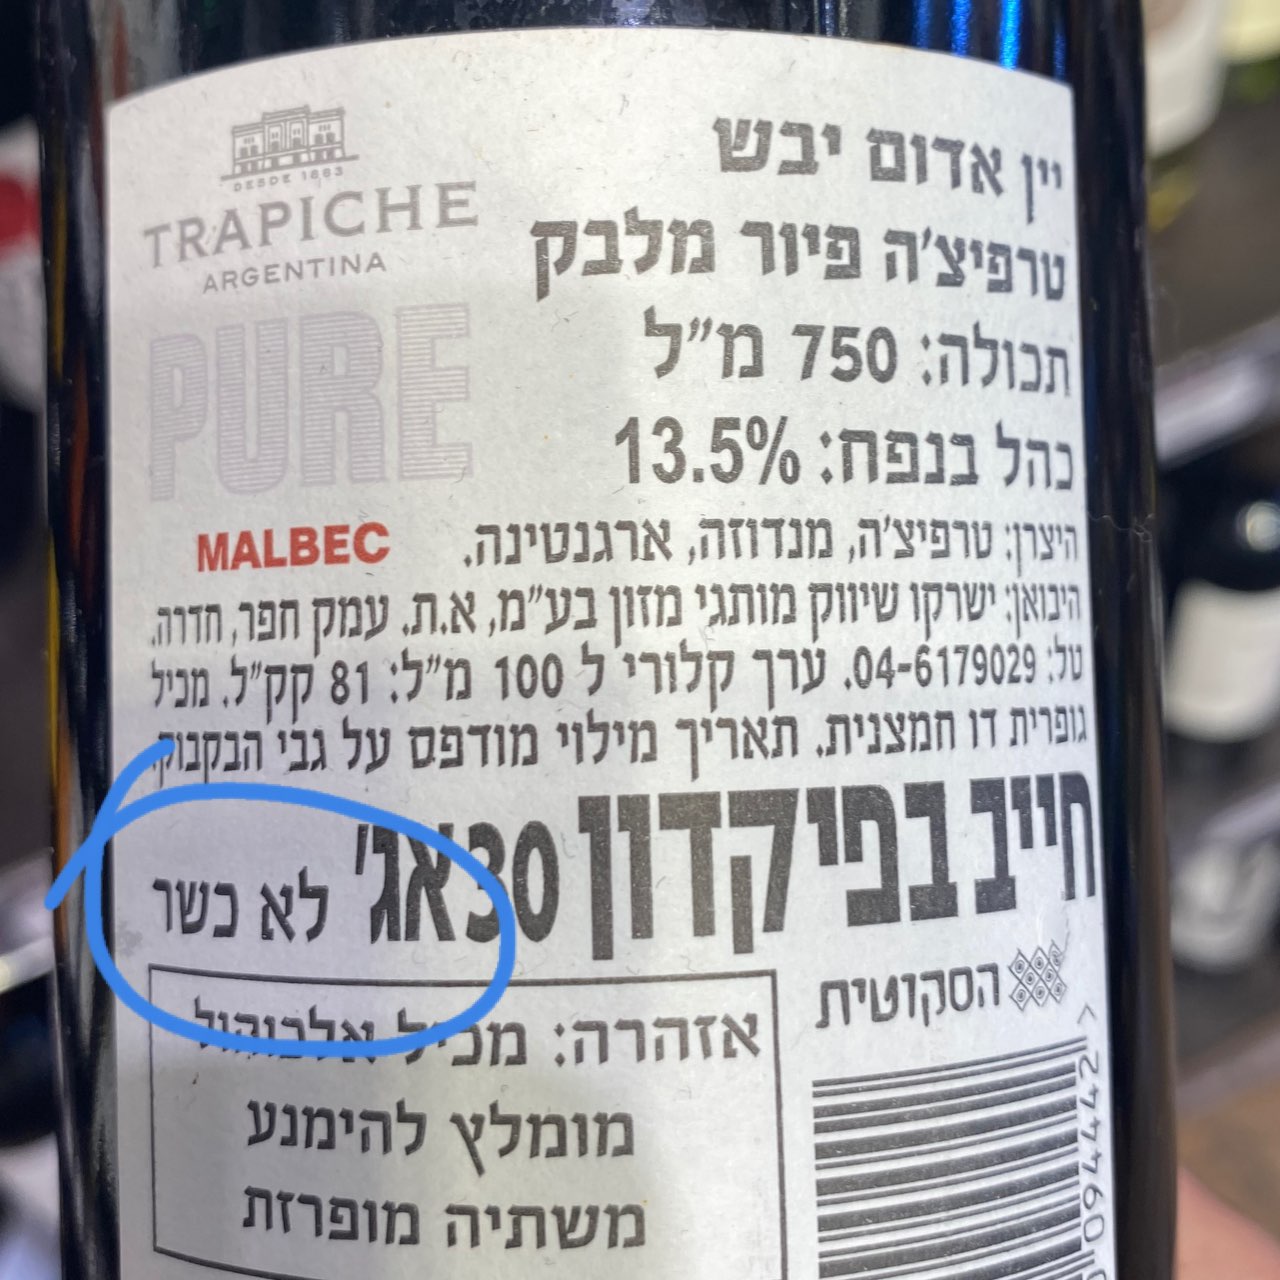 DESDE 1883
TRAPICHE
ARGENTINA
PURE
MALBEC
יין אדום יבש
טרפיצ'ה פיור מלבק
תכולה: 750 מ"ל
כהל בנפח: 13.5%
היצרן: טרפיצ'ה, מנדוזה, ארגנטינה.
היבואן: ישרקו שיווק מותגי מזון בע"מ, א.ת. עמק חפר, חדרה.
טל: 04-6179029. ערך קלורי ל 100 מ"ל: 81 קק"ל. מכיל
גופרית דו חמצנית. תאריך מילוי מודפס על גבי הבקבוק.
חייב בפיקדון 30 אג' לא כשר
הסקוטית
אזהרה: מכיל אלכוהול
מומלץ להימנע
משתיה מופרזת
094442 >